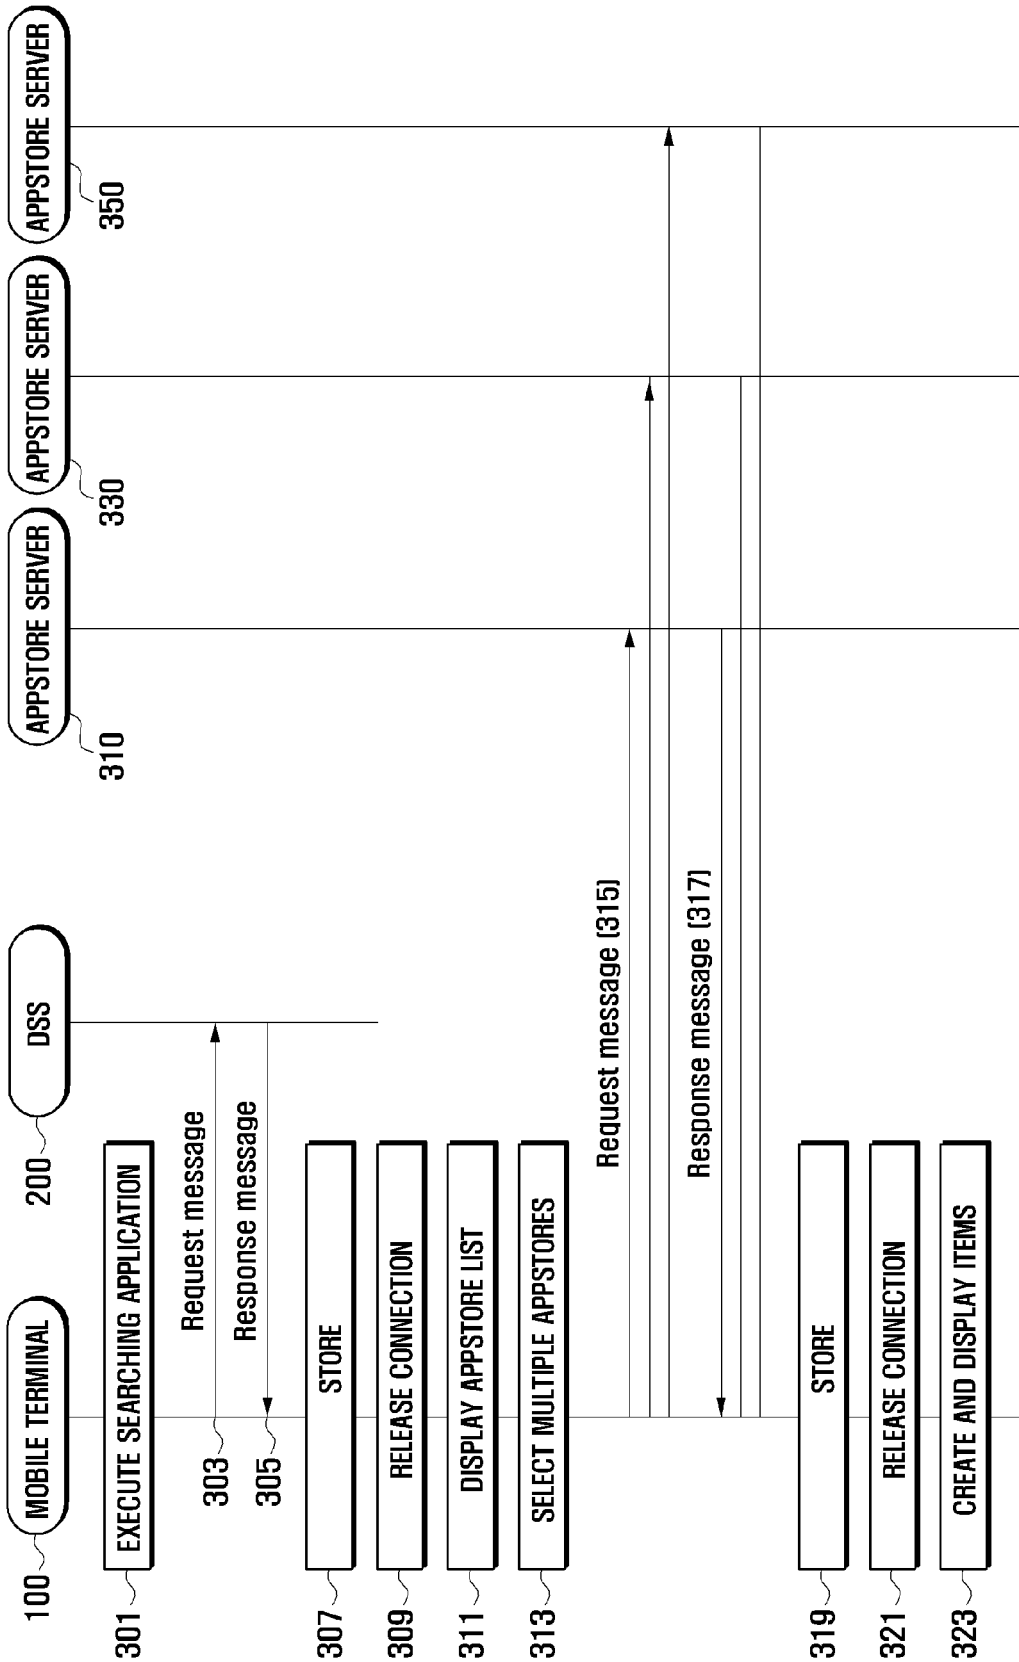 100
MOBILE TERMINAL
200
DSS
310
APPSTORE SERVER
330
APPSTORE SERVER
350
APPSTORE SERVER
301
EXECUTE SEARCHING APPLICATION
303
Request message
305
Response message
307
STORE
309
RELEASE CONNECTION
311
DISPLAY APPSTORE LIST
313
SELECT MULTIPLE APPSTORES
Request message (315)
Response message (317)
319
STORE
321
RELEASE CONNECTION
323
CREATE AND DISPLAY ITEMS